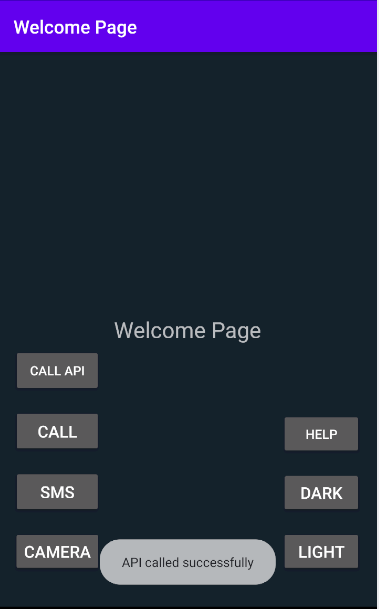 Welcome Page
Welcome Page
CALL API
CALL
HELP
SMS
DARK
CAMERA
API called successfully
LIGHT